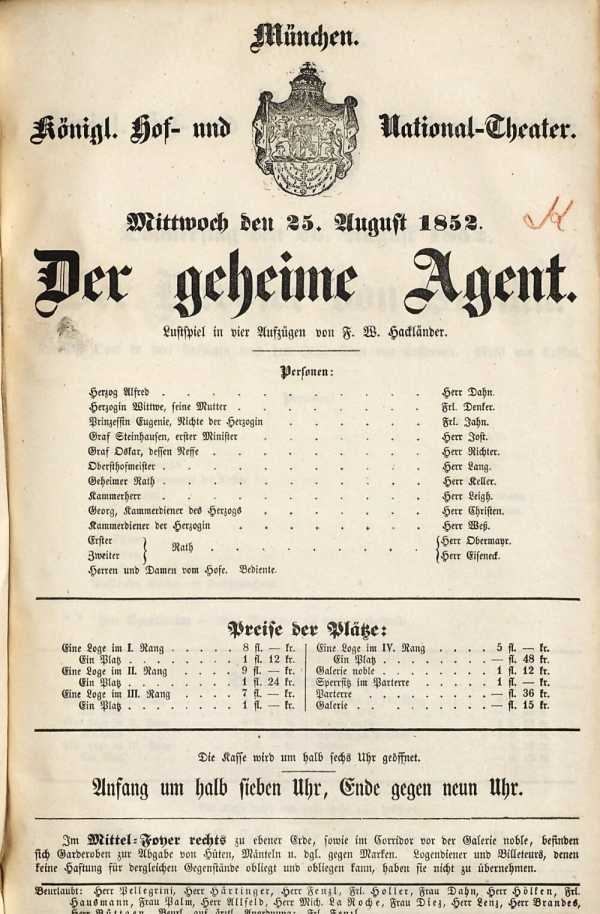 München.
Königl. Hof- und National-Theater.
Mittwoch den 25. August 1852.
Der geheime Agent.
Lustspiel in vier Aufzügen von F. W. Hackländer.
Personen:
Herzog Alfred . . . . . . . . . . . Herr Dahn.
Herzogin Wittwe, seine Mutter . . . . . . . . Frl. Denker.
Prinzessin Eugenie, Nichte der Herzogin . . . . . . . Frl. Jahn.
Graf Steinhausen, erster Minister . . . . . . . . Herr Jost.
Graf Oskar, dessen Neffe . . . . . . . . . Herr Richter.
Obersthofmeister . . . . . . . . . . . Herr Lang.
Geheimer Rath . . . . . . . . . . . Herr Keller.
Kammerherr . . . . . . . . . . . Herr Leigh.
Georg, Kammerdiener des Herzogs . . . . . . . . Herr Christen.
Kammerdiener der Herzogin . . . . . . . . . Herr Weß.
Erster } Rath . . . . . . . . . { Herr Obermayr.
Zweiter } { Herr Eiseneck.
Herren und Damen vom Hofe. Bediente.
Preise der Plätze:
Eine Loge im I. Rang . . . . . 8 fl. — kr.
Ein Platz . . . . . . . 1 fl. 12 kr.
Eine Loge im II. Rang . . . . . 9 fl. — kr.
Ein Platz . . . . . . . 1 fl. 24 kr.
Eine Loge im III. Rang . . . . . 7 fl. — kr.
Ein Platz . . . . . . . 1 fl. — kr.
Eine Loge im IV. Rang . . . . . 5 fl. — kr.
Ein Platz . . . . . . . — fl. 48 kr.
Galerie noble . . . . . . . 1 fl. 12 kr.
Sperrsitz im Parterre . . . . . 1 fl. — kr.
Parterre . . . . . . . . — fl. 36 kr.
Galerie . . . . . . . . — fl. 15 kr.
Die Kasse wird um halb sechs Uhr geöffnet.
Anfang um halb sieben Uhr, Ende gegen neun Uhr.
Im Mittel-Foyer rechts zu ebener Erde, sowie im Corridor vor der Galerie noble, befinden
sich Garderoben zur Abgabe von Hüten, Mänteln u. dgl. gegen Marken. Logendiener und Billeteurs, denen
keine Haftung für dergleichen Gegenstände obliegt und obliegen kann, haben sie nicht zu übernehmen.
Beurlaubt: Herr Pellegrini, Herr Härtinger, Herr Fenzl, Frl. Holler, Frau Dahn, Herr Hölken, Frl.
Hausmann, Frau Palm, Herr Allfeld, Herr Mich. La Roche, Frau Diez, Herr Lenz, Herr Brandes,